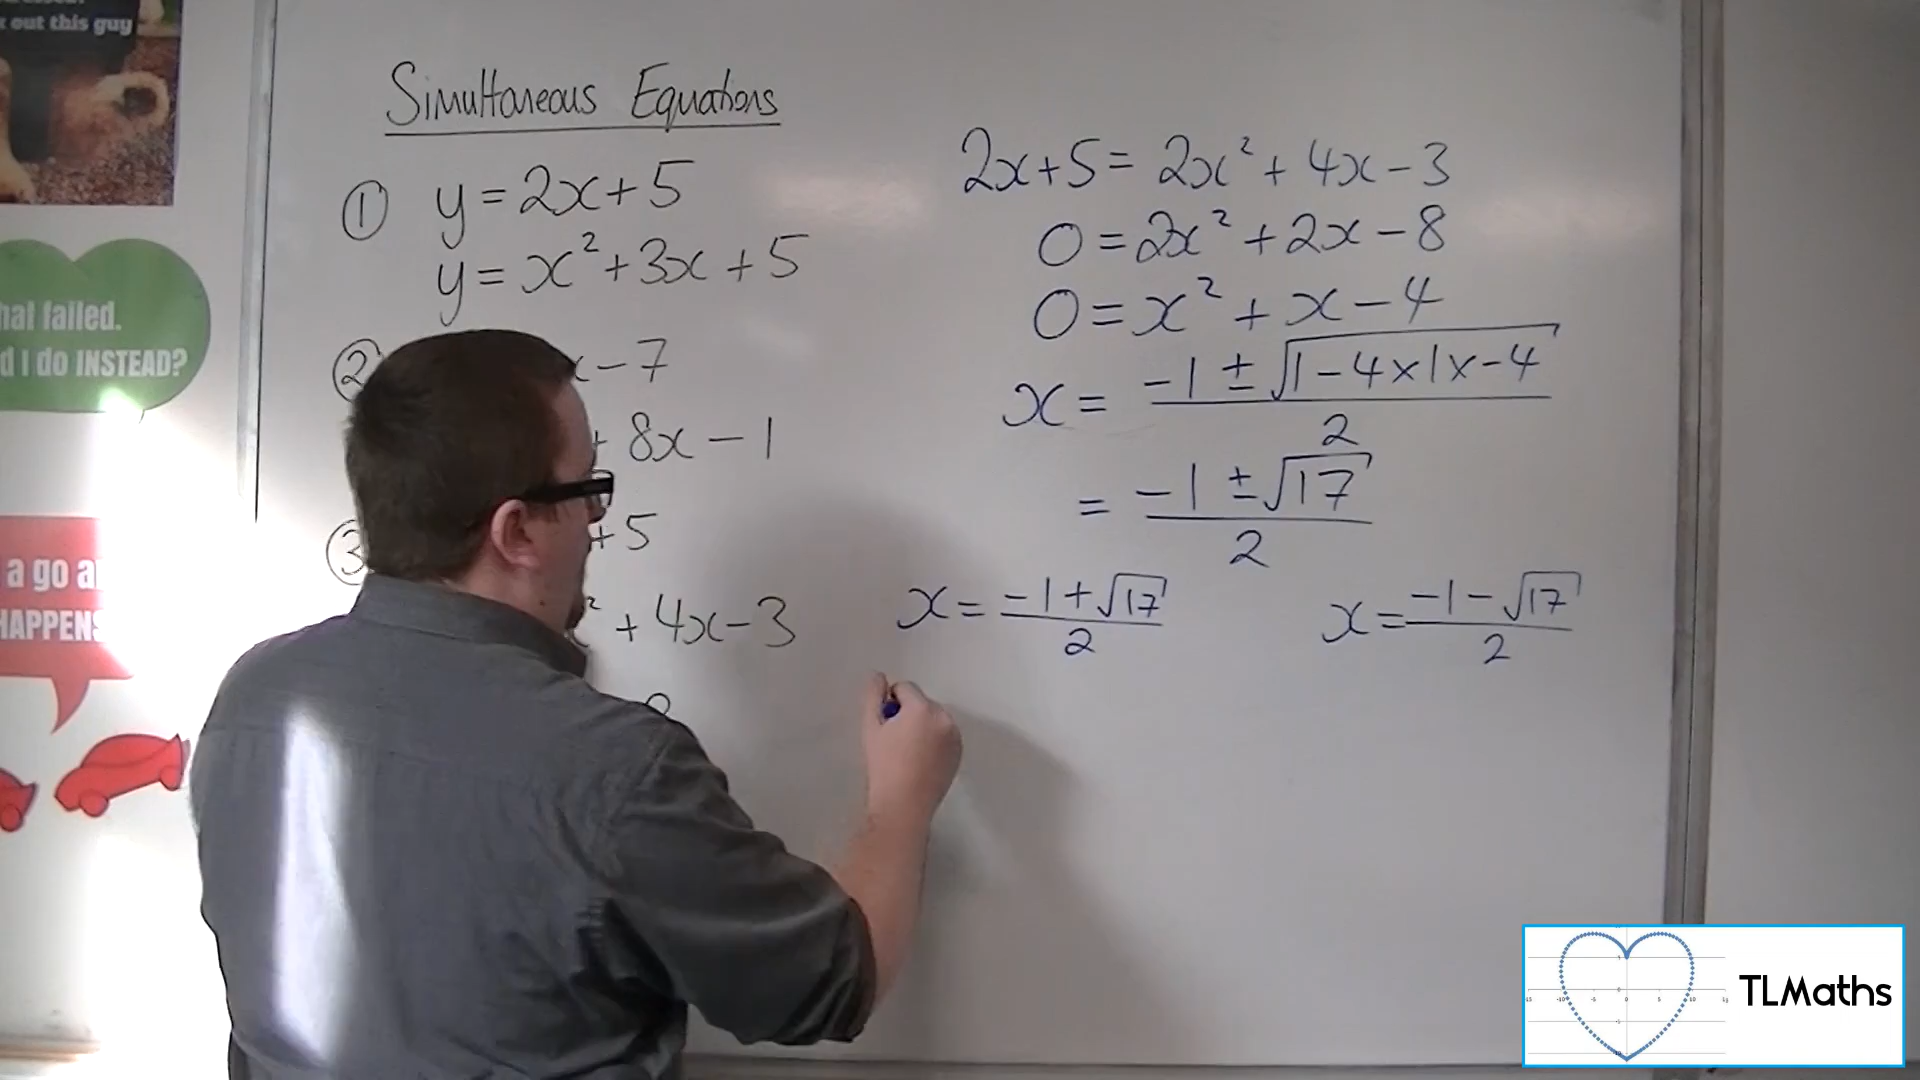 out this guy
Simultaneous Equations
① y = 2x + 5
y = x² + 3x + 5
② x - 7
+ 8x - 1
③ + 5
x² + 4x - 3
2x + 5 = 2x² + 4x - 3
0 = 2x² + 2x - 8
0 = x² + x - 4
x = (-1 ± √(1 - 4 × 1 × -4)) / 2
= (-1 ± √17) / 2
x = (-1 + √17) / 2
x = (-1 - √17) / 2
hat failed.
d I do INSTEAD?
a go a
HAPPENS
TLMaths